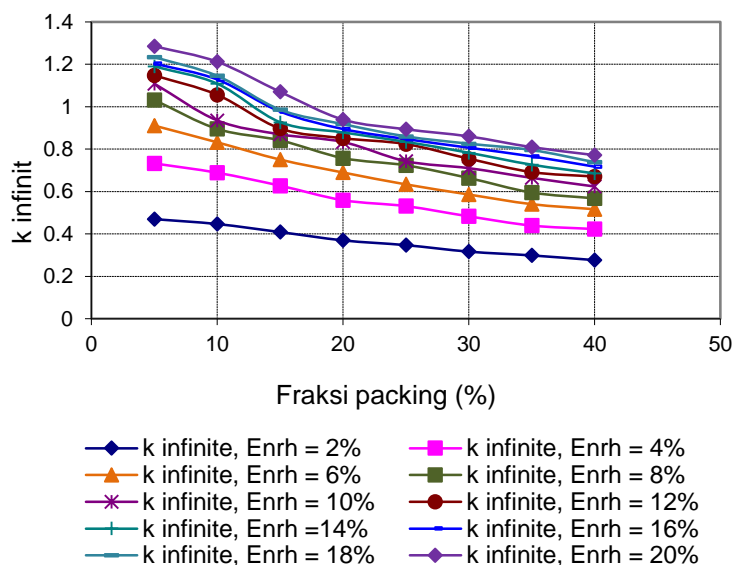 1.4
1.2
1
0.8
0.6
0.4
0.2
0
k infinit
0 10 20 30 40 50
Fraksi packing (%)
k infinite, Enrh = 2% k infinite, Enrh = 4%
k infinite, Enrh = 6% k infinite, Enrh = 8%
k infinite, Enrh = 10% k infinite, Enrh = 12%
k infinite, Enrh =14% k infinite, Enrh = 16%
k infinite, Enrh = 18% k infinite, Enrh = 20%